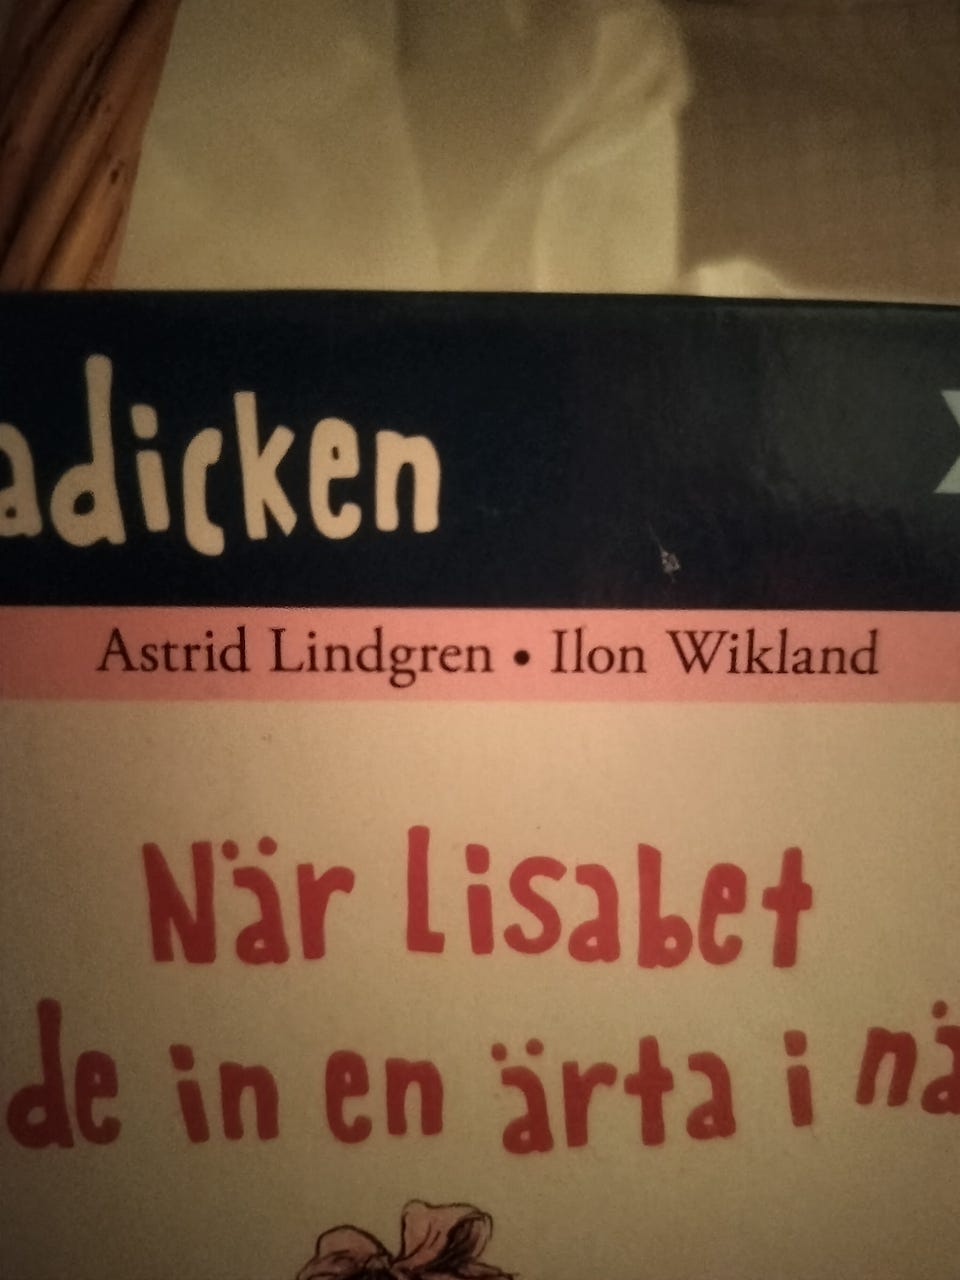 adicken
Astrid Lindgren • Ilon Wikland
När Lisabet
de in en ärta i nä